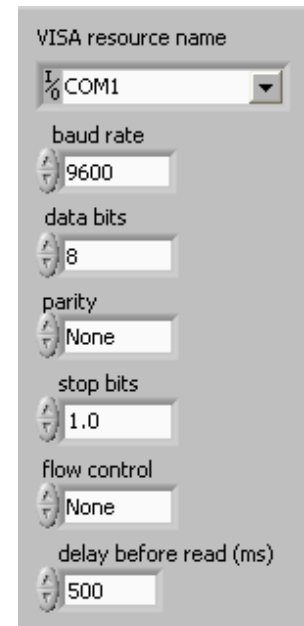 VISA resource name
I/O COM1
baud rate
9600
data bits
8
parity
None
stop bits
1.0
flow control
None
delay before read (ms)
500